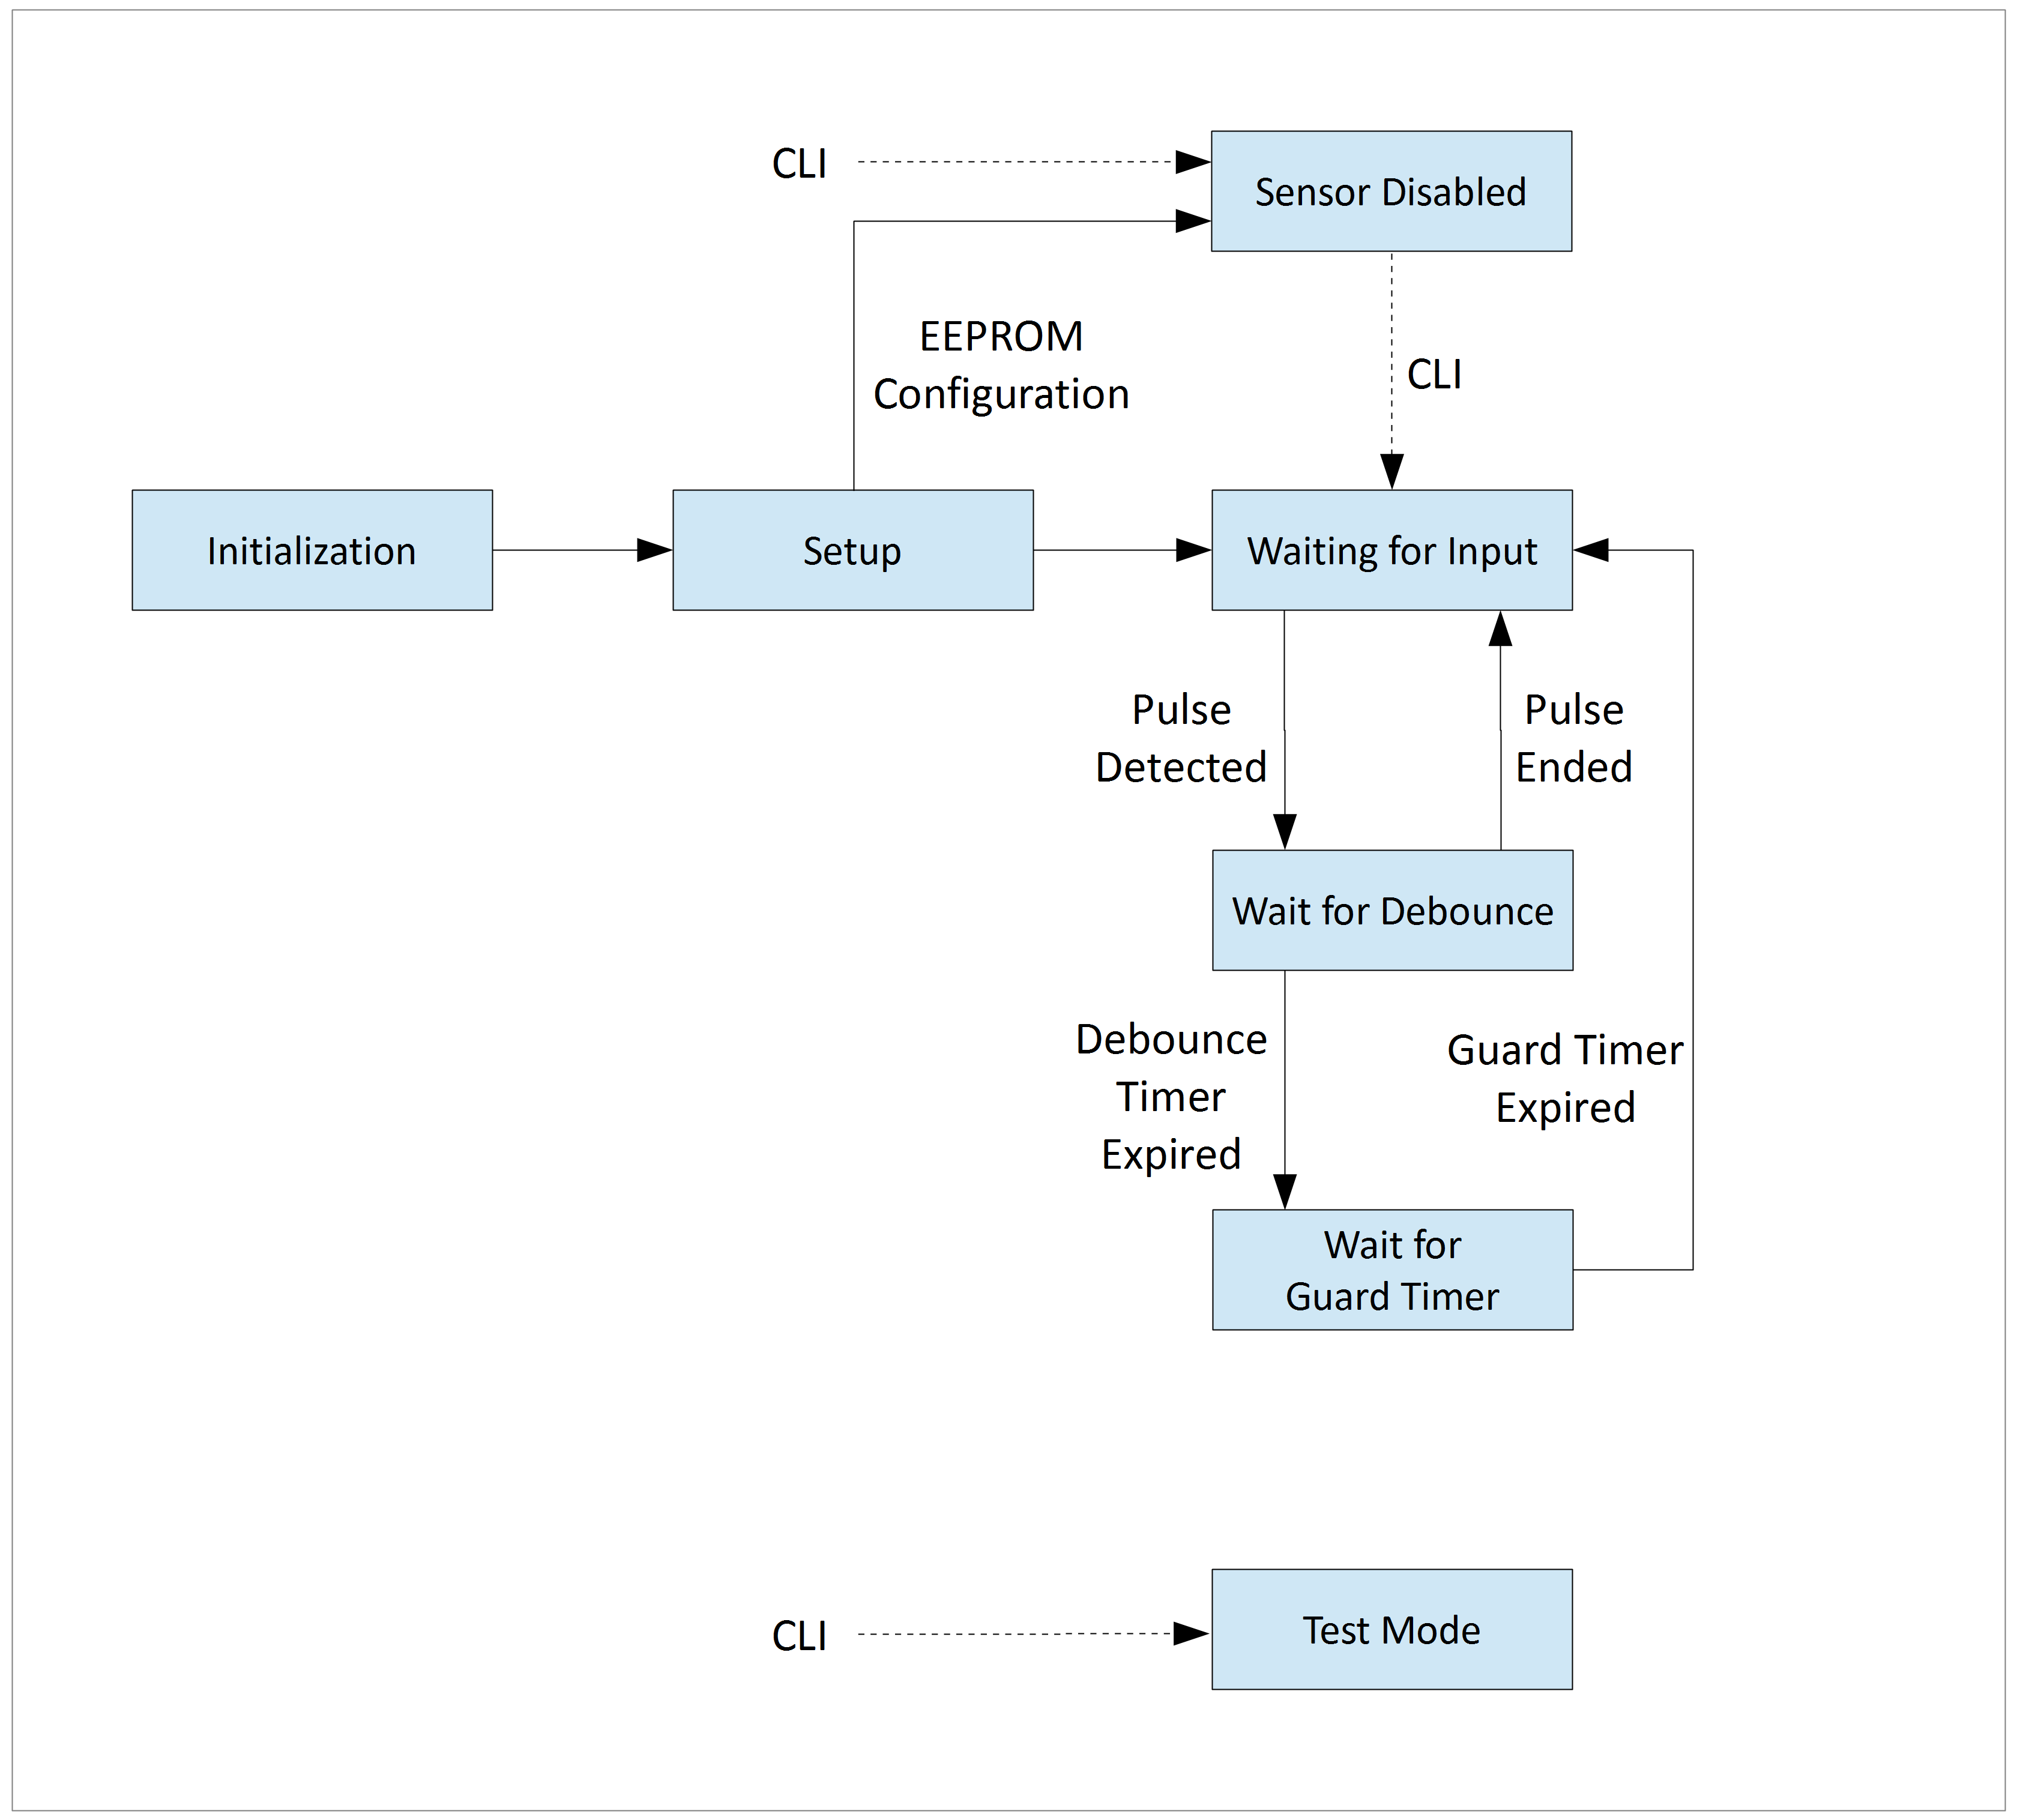 CLI
Sensor Disabled
EEPROM
Configuration
CLI
Initialization
Setup
Waiting for Input
Pulse
Detected
Pulse
Ended
Wait for Debounce
Debounce
Timer
Expired
Guard Timer
Expired
Wait for
Guard Timer
CLI
Test Mode